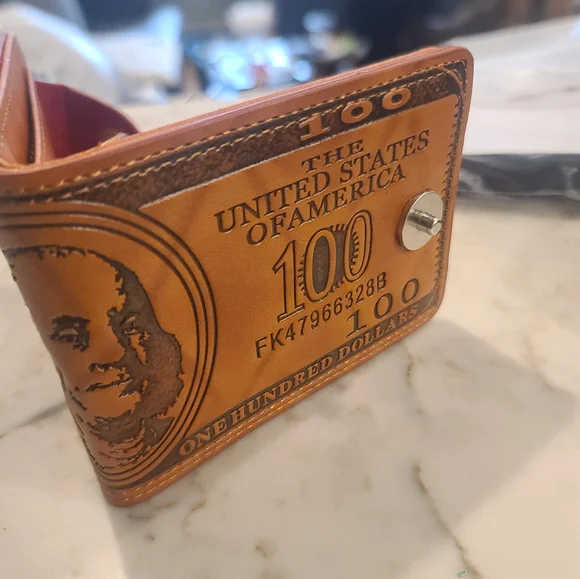 100
THE
UNITED STATES
OFAMERICA
100
FK47966328B
100
ONE HUNDRED DOLLARS